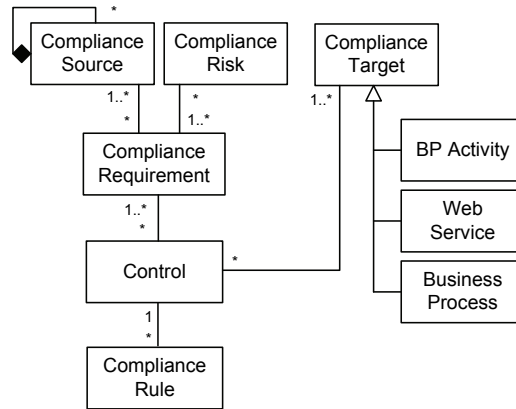 *
Compliance
Source
Compliance
Risk
Compliance
Target
1..*
*
*
1..*
1..*
Compliance
Requirement
BP Activity
1..*
*
Web
Service
Control
*
Business
Process
1
*
Compliance
Rule